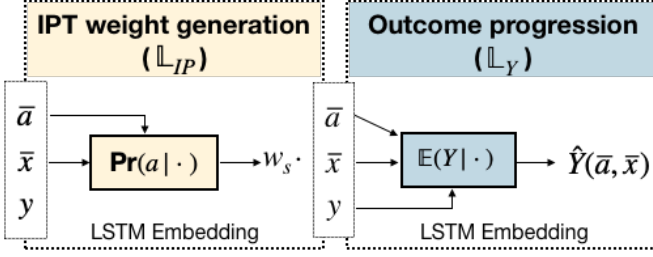 IPT weight generation
(𝕃_IP)
Outcome progression
(𝕃_Y)
a̅
x̅
y
Pr(a | ·)
w_s·
LSTM Embedding
a̅
x̅
y
𝔼(Y | ·)
Ŷ(a̅, x̅)
LSTM Embedding